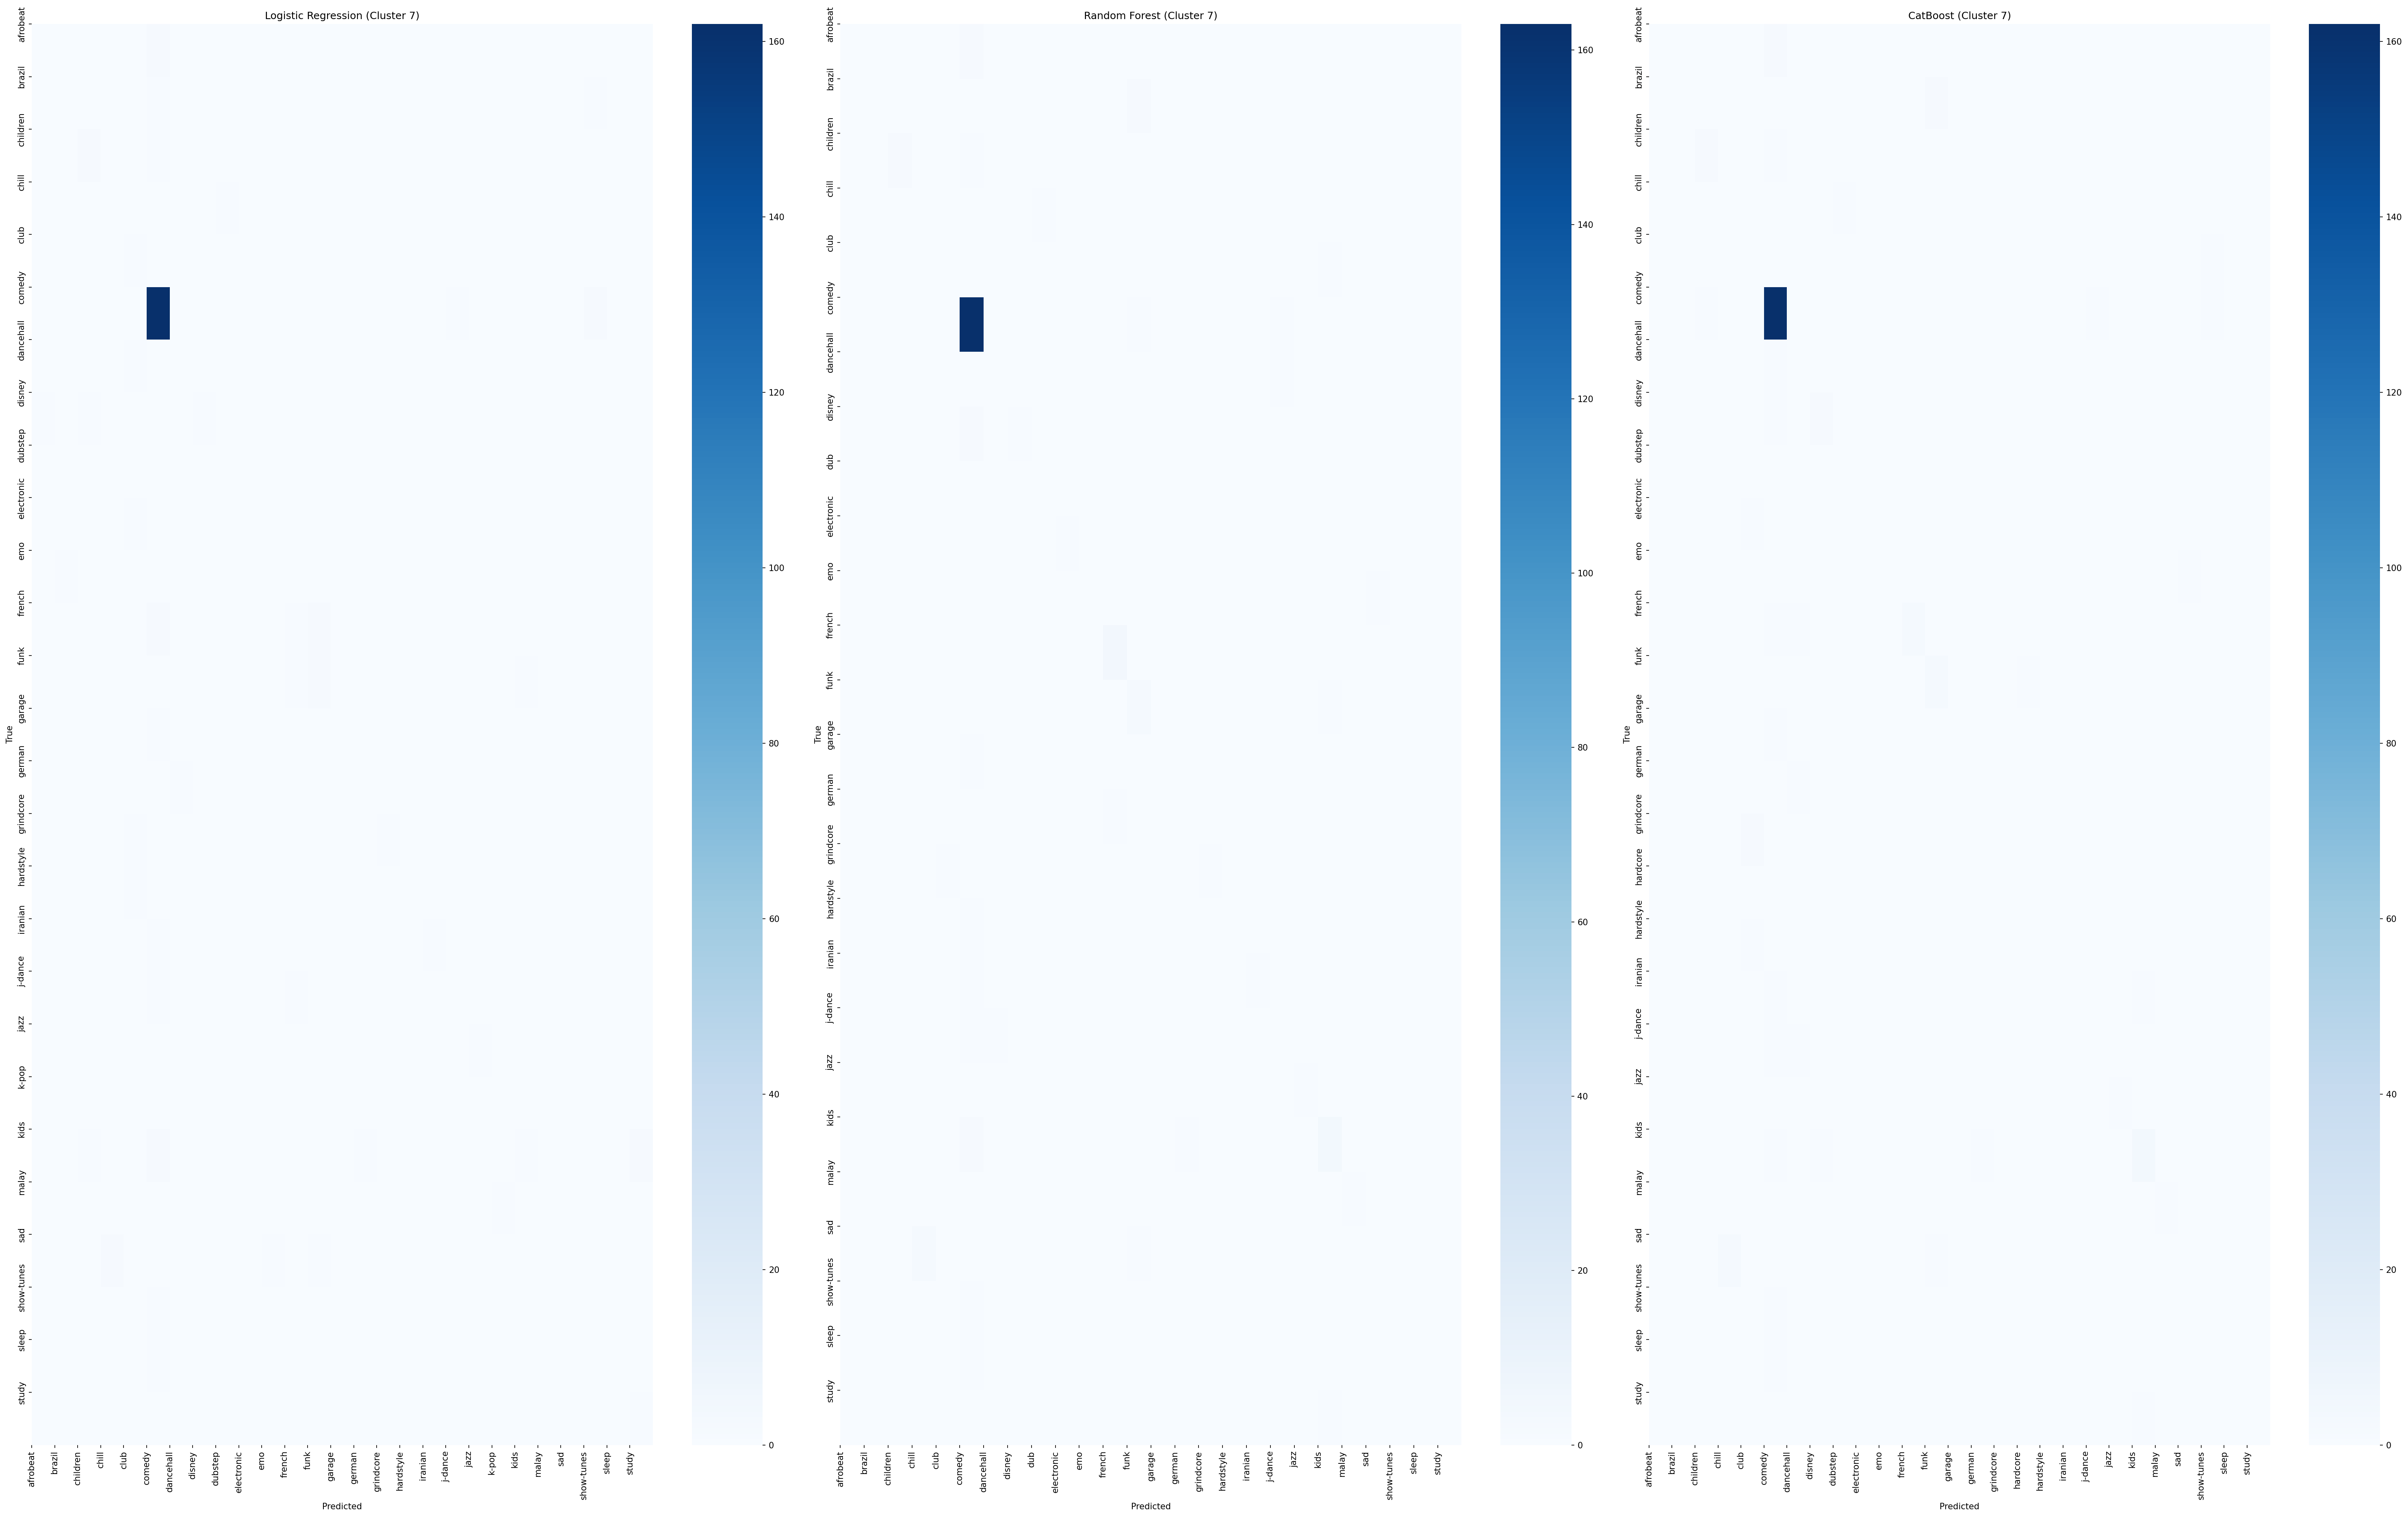 Logistic Regression (Cluster 7)
afrobeat
brazil
children
chill
club
comedy
dancehall
disney
dubstep
electronic
emo
french
funk
garage
german
grindcore
hardstyle
iranian
j-dance
jazz
k-pop
kids
malay
sad
show-tunes
sleep
study
True
afrobeat
brazil
children
chill
club
comedy
dancehall
disney
dubstep
electronic
emo
french
funk
garage
german
grindcore
hardstyle
iranian
j-dance
jazz
k-pop
kids
malay
sad
show-tunes
sleep
study
Predicted
160
140
120
100
80
60
40
20
0
Random Forest (Cluster 7)
afrobeat
brazil
children
chill
club
comedy
dancehall
disney
dub
electronic
emo
french
funk
garage
german
grindcore
hardstyle
iranian
j-dance
jazz
kids
malay
sad
show-tunes
sleep
study
True
afrobeat
brazil
children
chill
club
comedy
dancehall
disney
dub
electronic
emo
french
funk
garage
german
grindcore
hardstyle
iranian
j-dance
jazz
kids
malay
sad
show-tunes
sleep
study
Predicted
160
140
120
100
80
60
40
20
0
CatBoost (Cluster 7)
afrobeat
brazil
children
chill
club
comedy
dancehall
disney
dubstep
electronic
emo
french
funk
garage
german
grindcore
hardcore
hardstyle
iranian
j-dance
jazz
kids
malay
sad
show-tunes
sleep
study
True
afrobeat
brazil
children
chill
club
comedy
dancehall
disney
dubstep
electronic
emo
french
funk
garage
german
grindcore
hardcore
hardstyle
iranian
j-dance
jazz
kids
malay
sad
show-tunes
sleep
study
Predicted
160
140
120
100
80
60
40
20
0